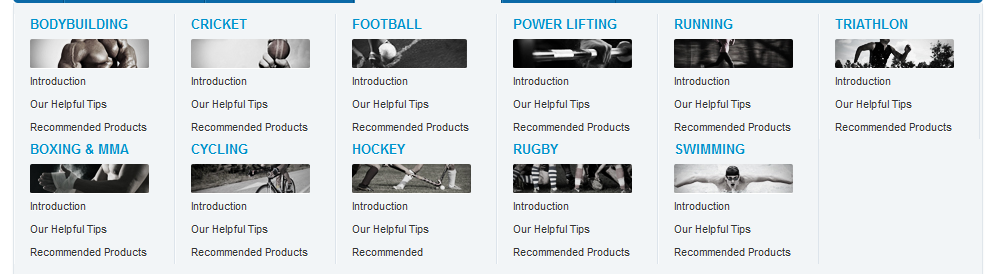 BODYBUILDING
Introduction
Our Helpful Tips
Recommended Products
CRICKET
Introduction
Our Helpful Tips
Recommended Products
FOOTBALL
Introduction
Our Helpful Tips
Recommended Products
POWER LIFTING
Introduction
Our Helpful Tips
Recommended Products
RUNNING
Introduction
Our Helpful Tips
Recommended Products
TRIATHLON
Introduction
Our Helpful Tips
Recommended Products
BOXING & MMA
Introduction
Our Helpful Tips
Recommended Products
CYCLING
Introduction
Our Helpful Tips
Recommended Products
HOCKEY
Introduction
Our Helpful Tips
Recommended
RUGBY
Introduction
Our Helpful Tips
Recommended Products
SWIMMING
Introduction
Our Helpful Tips
Recommended Products